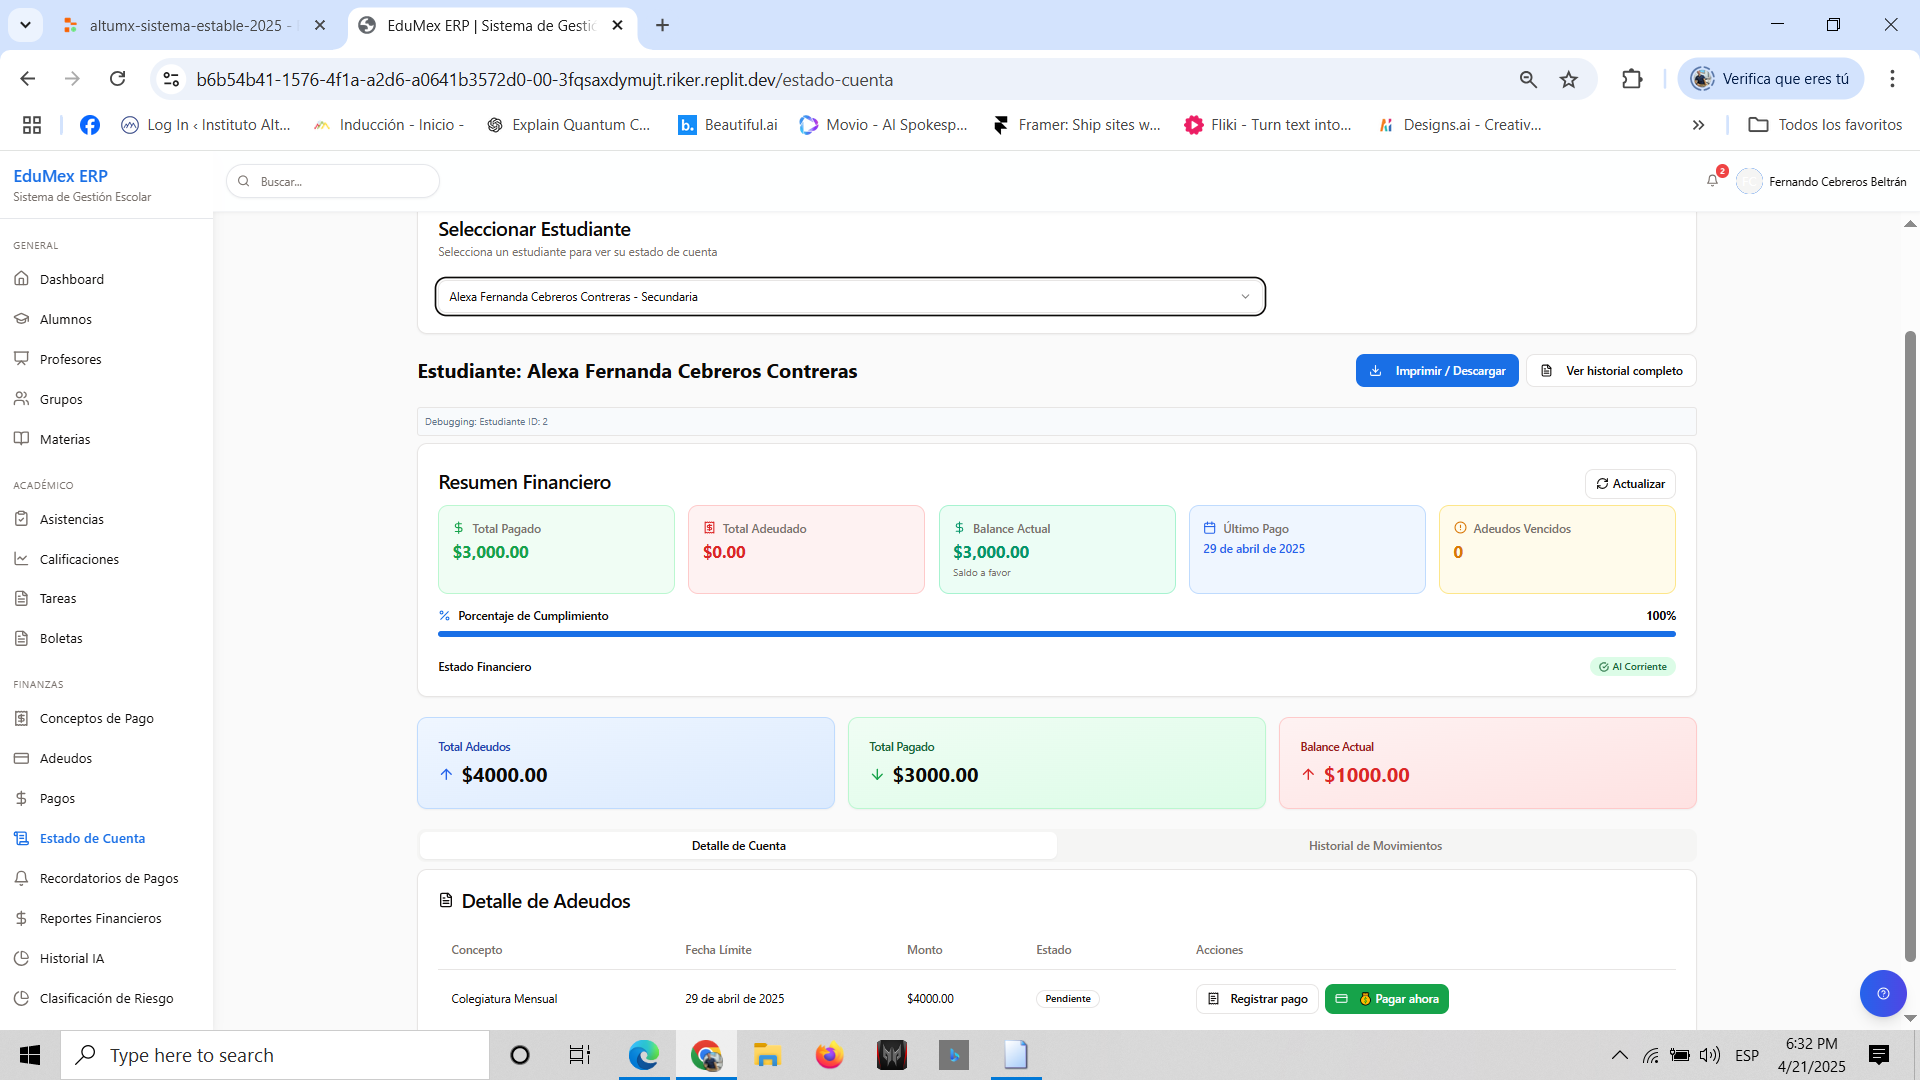 altumx-sistema-estable-2025 -
EduMex ERP | Sistema de Gestió
b6b54b41-1576-4f1a-a2d6-a0641b3572d0-00-3fqsaxdymujt.riker.replit.dev/estado-cuenta
Verifica que eres tú
Log In ‹ Instituto Alt...
Inducción - Inicio -
Explain Quantum C...
Beautiful.ai
Movio - AI Spokesp...
Framer: Ship sites w...
Fliki - Turn text into...
Designs.ai - Creativ...
Todos los favoritos
EduMex ERP
Sistema de Gestión Escolar
Buscar...
2
Fernando Cebreros Beltrán
GENERAL
Dashboard
Alumnos
Profesores
Grupos
Materias
ACADÉMICO
Asistencias
Calificaciones
Tareas
Boletas
FINANZAS
Conceptos de Pago
Adeudos
Pagos
Estado de Cuenta
Recordatorios de Pagos
Reportes Financieros
Historial IA
Clasificación de Riesgo
Seleccionar Estudiante
Selecciona un estudiante para ver su estado de cuenta
Alexa Fernanda Cebreros Contreras - Secundaria
Estudiante: Alexa Fernanda Cebreros Contreras
Imprimir / Descargar
Ver historial completo
Debugging: Estudiante ID: 2
Resumen Financiero
Actualizar
Total Pagado
$3,000.00
Total Adeudado
$0.00
Balance Actual
$3,000.00
Saldo a favor
Último Pago
29 de abril de 2025
Adeudos Vencidos
0
Porcentaje de Cumplimiento
100%
Estado Financiero
Al Corriente
Total Adeudos
$4000.00
Total Pagado
$3000.00
Balance Actual
$1000.00
Detalle de Cuenta
Historial de Movimientos
Detalle de Adeudos
Concepto Fecha Límite Monto Estado Acciones
Colegiatura Mensual 29 de abril de 2025 $4000.00 Pendiente Registrar pago Pagar ahora
Type here to search
ESP
6:32 PM
4/21/2025